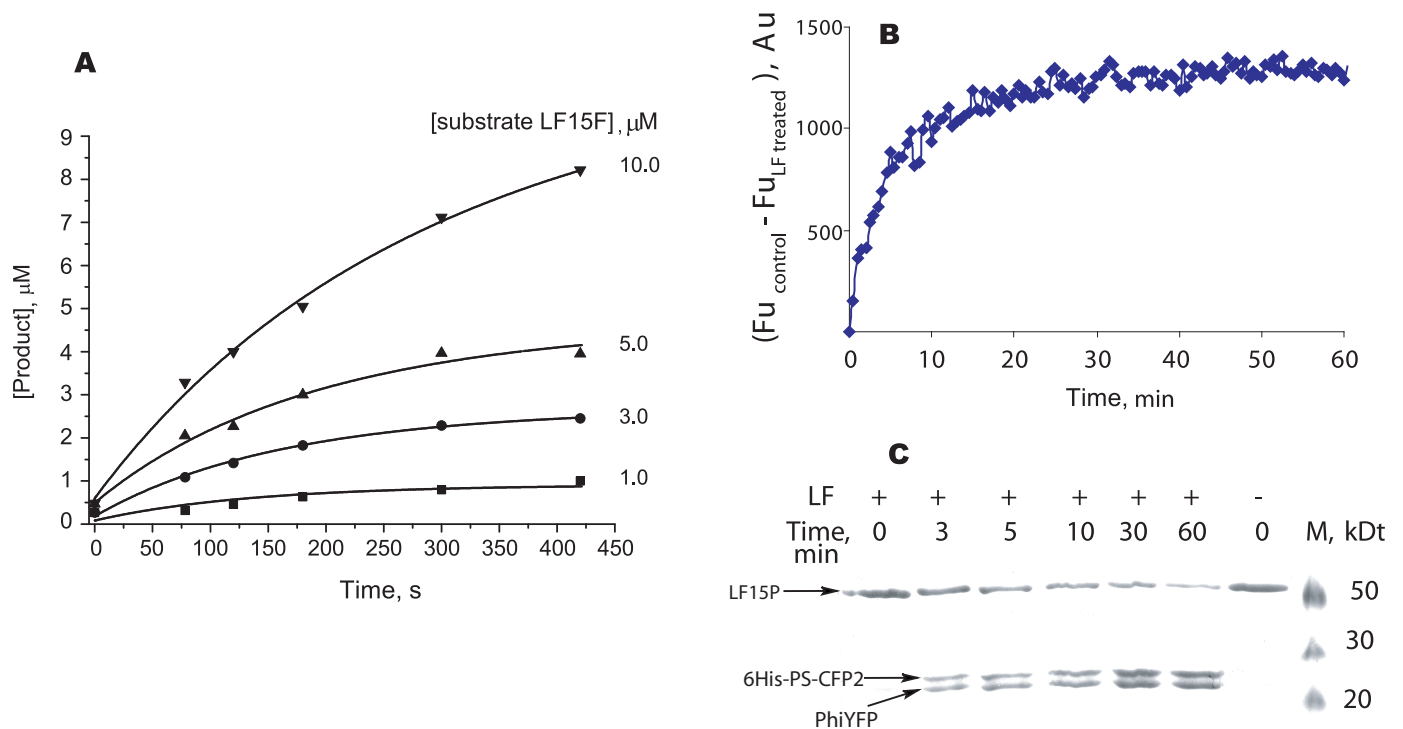 A
[substrate LF15F], µM
10.0
5.0
3.0
1.0
9
8
7
6
5
4
3
2
1
0
[Product], µM
0 50 100 150 200 250 300 350 400 450
Time, s
B
(Fu control - Fu LF treated ), Au
1500
1000
500
0 10 20 30 40 50 60
Time, min
C
LF + + + + + + -
Time, min 0 3 5 10 30 60 0 M, kDt
LF15P 50
30
6His-PS-CFP2
20
PhiYFP